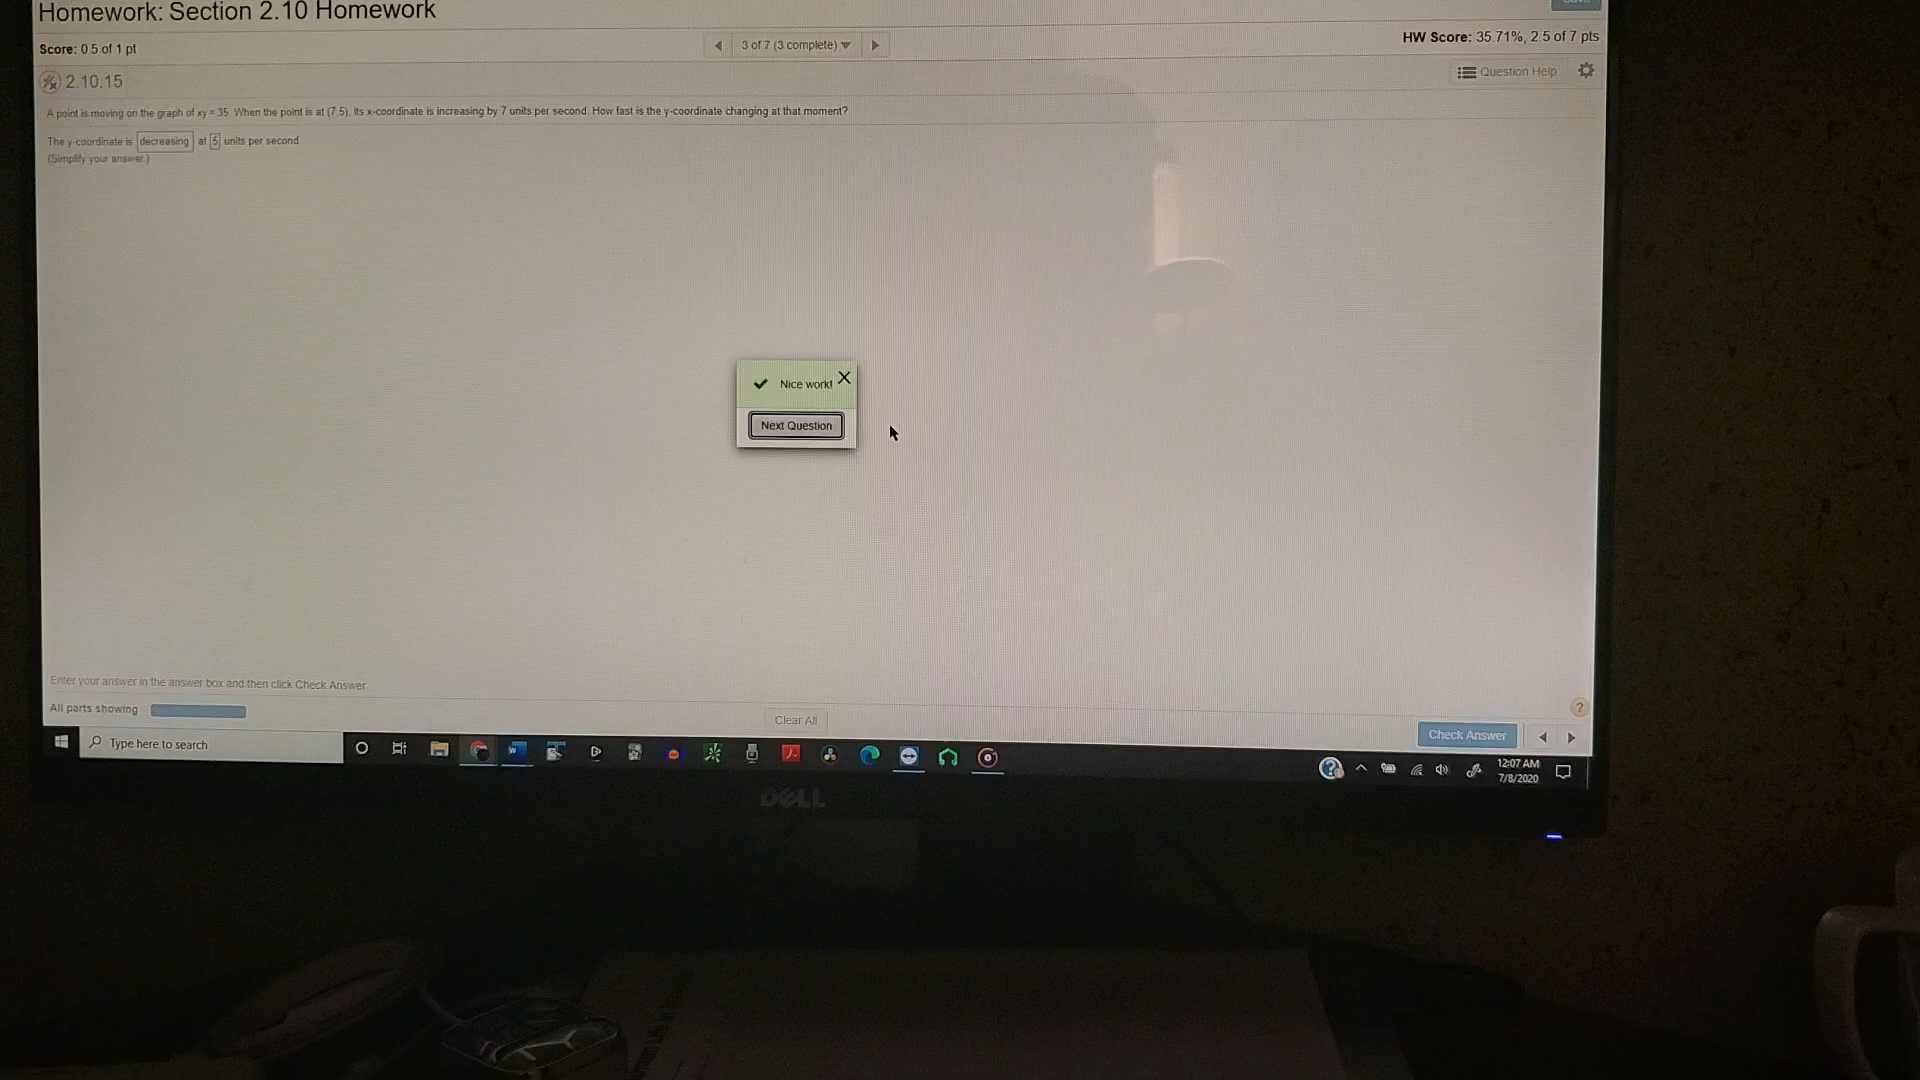 Homework: Section 2.10 Homework
Score: 0.5 of 1 pt
3 of 7 (3 complete)
HW Score: 35.71%, 2.5 of 7 pts
2.10.15
Question Help
A point is moving on the graph of xy = 35. When the point is at (7,5), its x-coordinate is increasing by 7 units per second. How fast is the y-coordinate changing at that moment?
The y-coordinate is decreasing at 5 units per second.
(Simplify your answer.)
Nice work!
Next Question
Enter your answer in the answer box and then click Check Answer.
All parts showing
Clear All
?
Check Answer
Type here to search
12:07 AM
7/8/2020
DELL